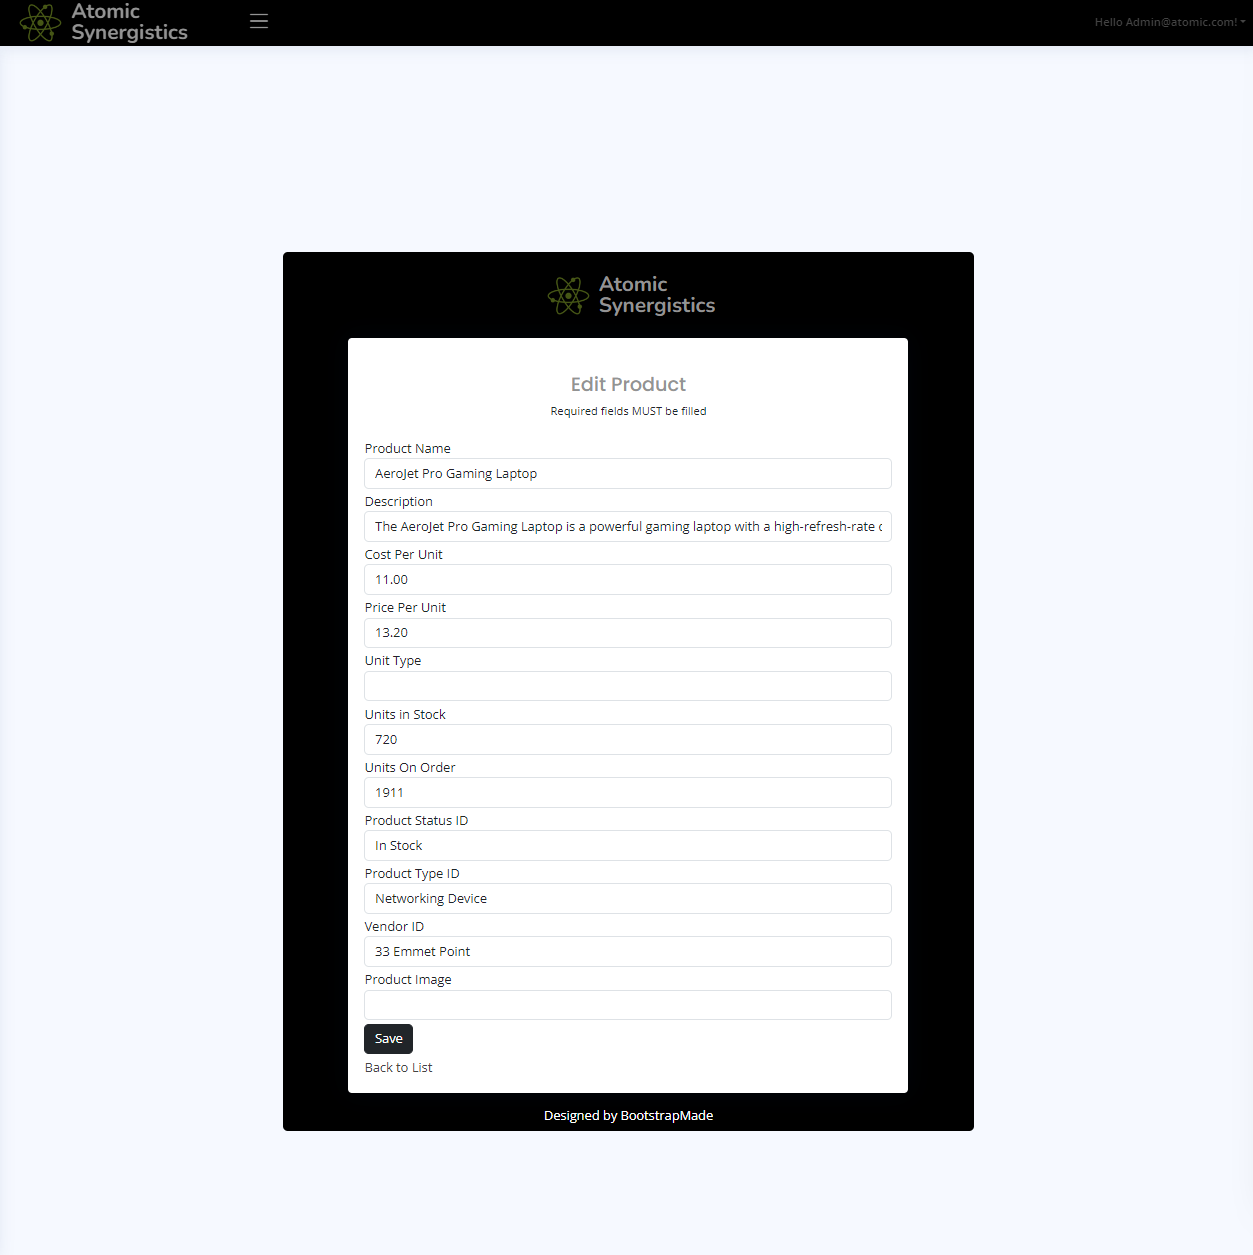 Atomic
Synergistics
Hello Admin@atomic.com!
Atomic
Synergistics
Edit Product
Required fields MUST be filled
Product Name
AeroJet Pro Gaming Laptop
Description
The AeroJet Pro Gaming Laptop is a powerful gaming laptop with a high-refresh-rate
Cost Per Unit
11.00
Price Per Unit
13.20
Unit Type
Units in Stock
720
Units On Order
1911
Product Status ID
In Stock
Product Type ID
Networking Device
Vendor ID
33 Emmet Point
Product Image
Save
Back to List
Designed by BootstrapMade